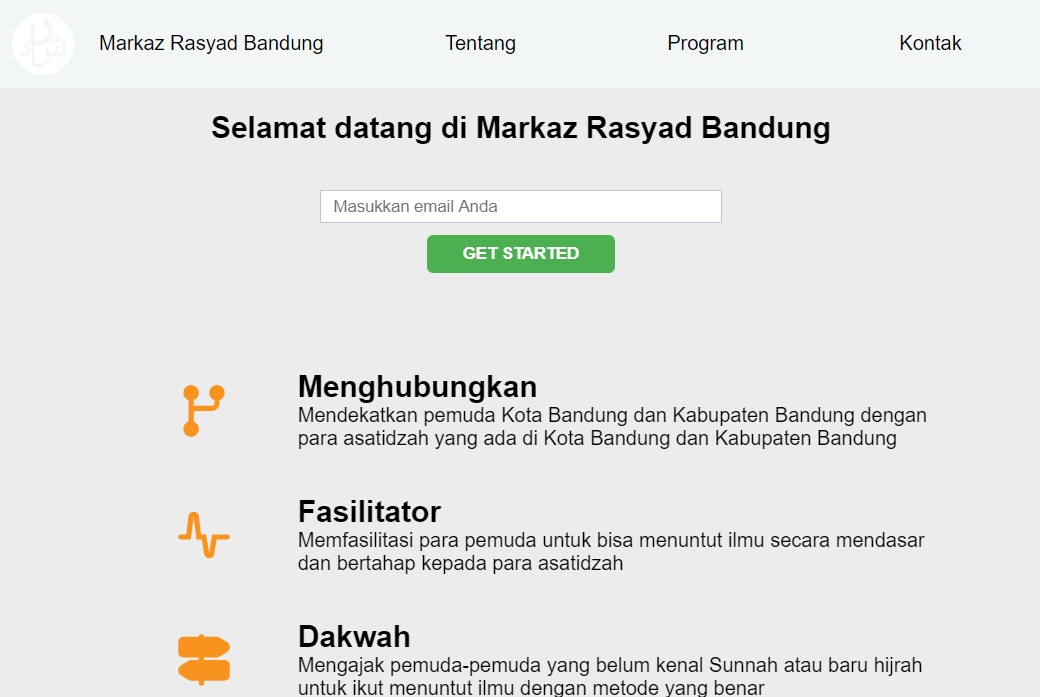 Markaz Rasyad Bandung
Tentang
Program
Kontak
Selamat datang di Markaz Rasyad Bandung
Masukkan email Anda
GET STARTED
Menghubungkan
Mendekatkan pemuda Kota Bandung dan Kabupaten Bandung dengan
para asatidzah yang ada di Kota Bandung dan Kabupaten Bandung
Fasilitator
Memfasilitasi para pemuda untuk bisa menuntut ilmu secara mendasar
dan bertahap kepada para asatidzah
Dakwah
Mengajak pemuda-pemuda yang belum kenal Sunnah atau baru hijrah
untuk ikut menuntut ilmu dengan metode yang benar